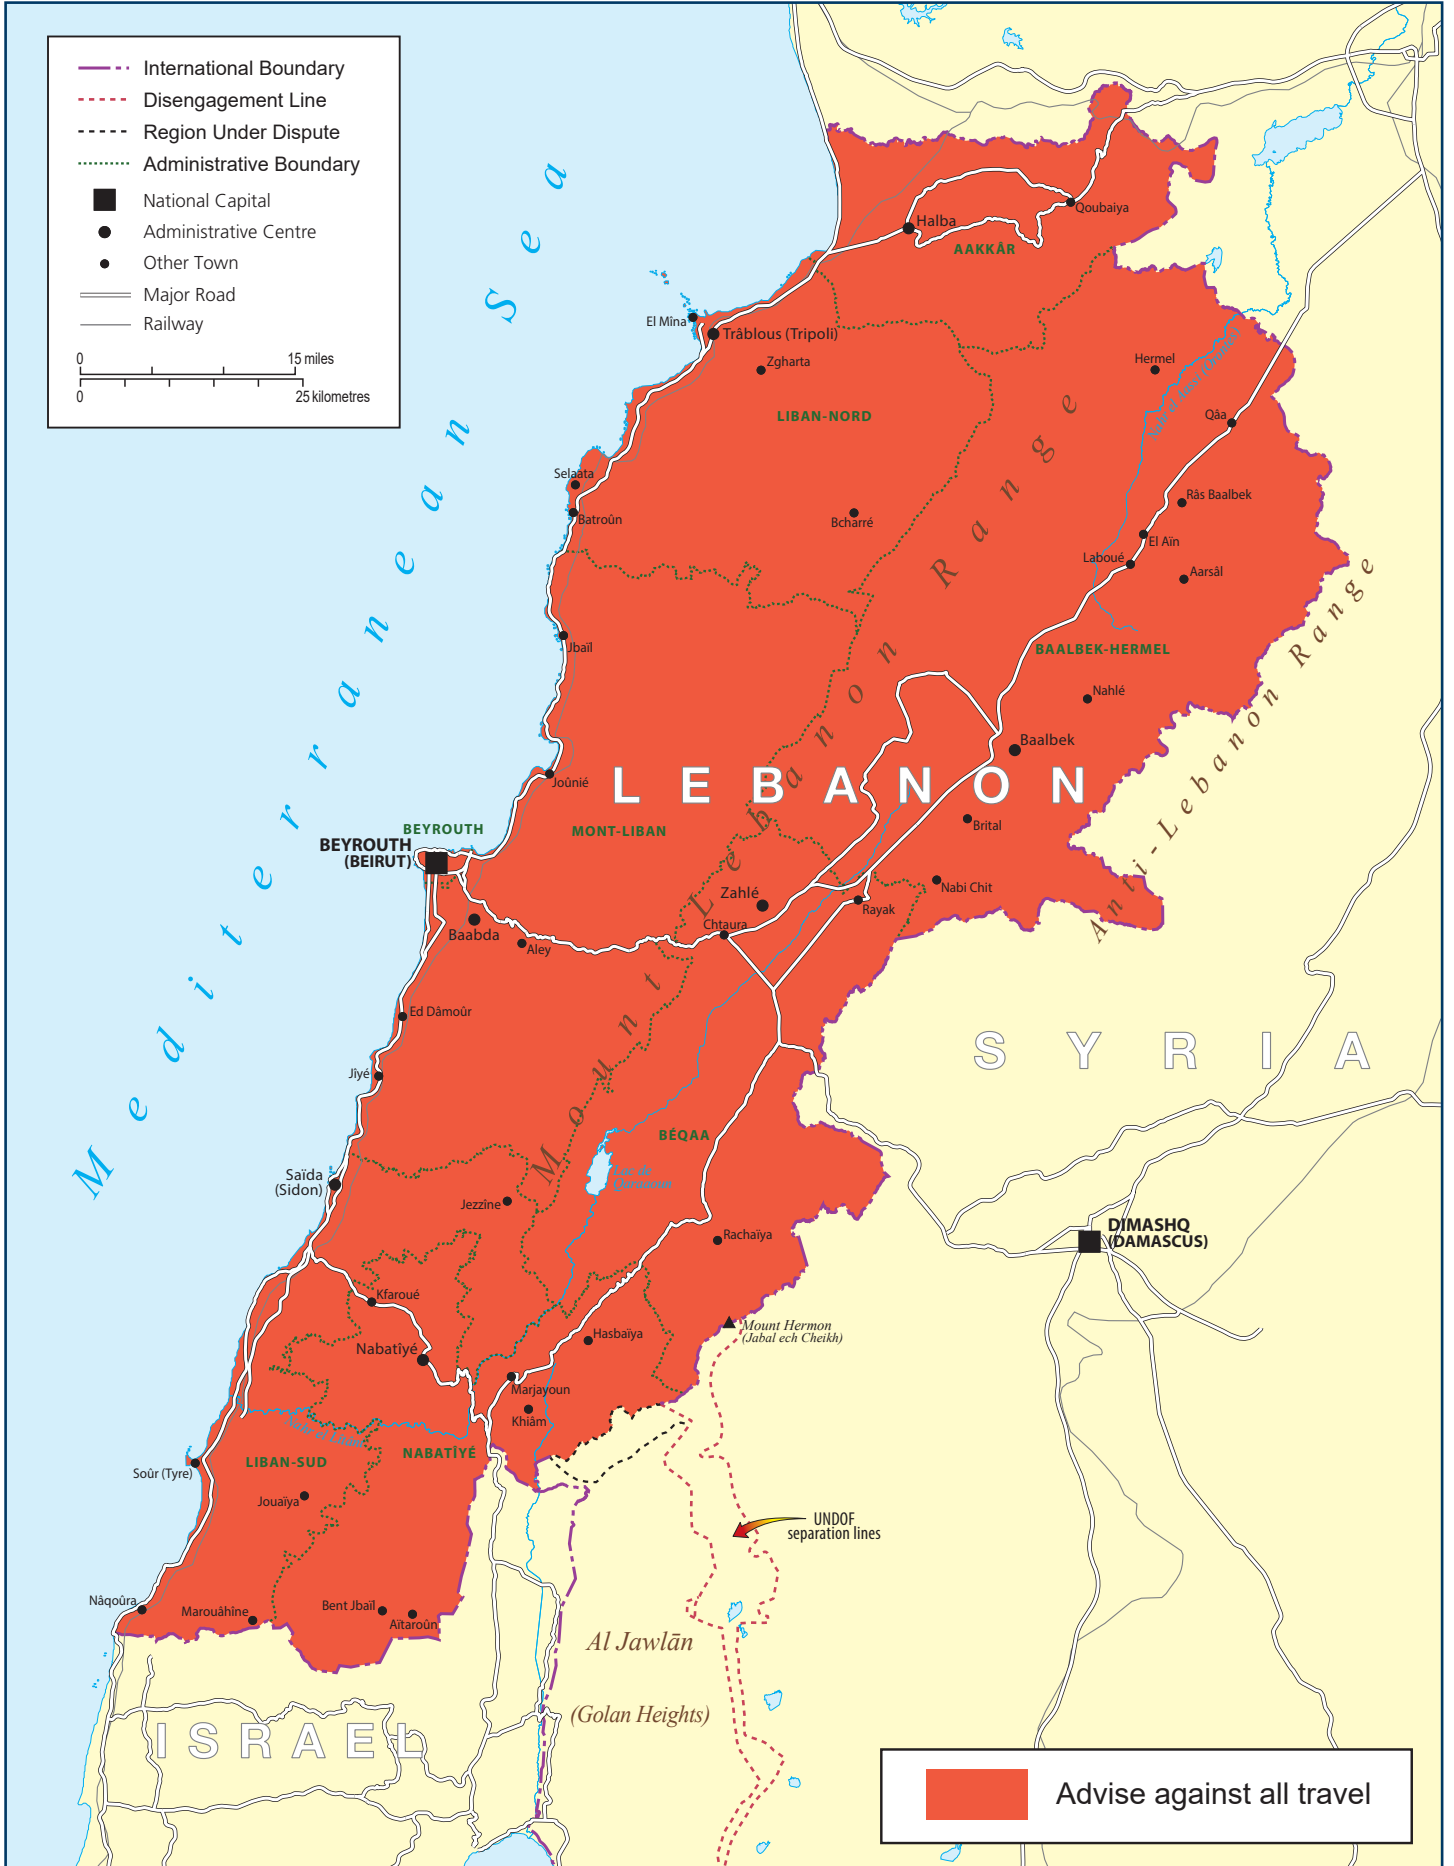 International Boundary
Disengagement Line
Region Under Dispute
Administrative Boundary
National Capital
Administrative Centre
Other Town
Major Road
Railway
0 15 miles
0 25 kilometres
Mediterranean Sea
Qoubaiya
Halba
AAKKÂR
El Mîna
Trâblous (Tripoli)
Zgharta
Hermel
LIBAN-NORD
Qâa
Selaata
Râs Baalbek
Batroûn
Bcharré
El Aïn
Laboué
Aarsâl
Jbaïl
BAALBEK-HERMEL
Nahlé
Baalbek
Joûnié
LEBANON
Mount Lebanon Range
Anti-Lebanon Range
BEYROUTH
MONT-LIBAN
Brital
BEYROUTH
(BEIRUT)
Nabi Chit
Zahlé
Rayak
Chtaura
Baabda
Aley
Ed Dâmoûr
SYRIA
Jîyé
BÉQAA
Lac de
Qaraaoun
Saïda
(Sidon)
Jezzîne
Rachaïya
DIMASHQ
(DAMASCUS)
Kfaroué
Mount Hermon
(Jabal ech Cheikh)
Hasbaïya
Nabatîyé
Marjayoun
Khiâm
NABATÎYÉ
LIBAN-SUD
Soûr (Tyre)
Jouaïya
UNDOF
separation lines
Nâqoûra
Marouâhîne
Bent Jbaïl
Aïtaroûn
Al Jawlān
(Golan Heights)
ISRAEL
Advise against all travel